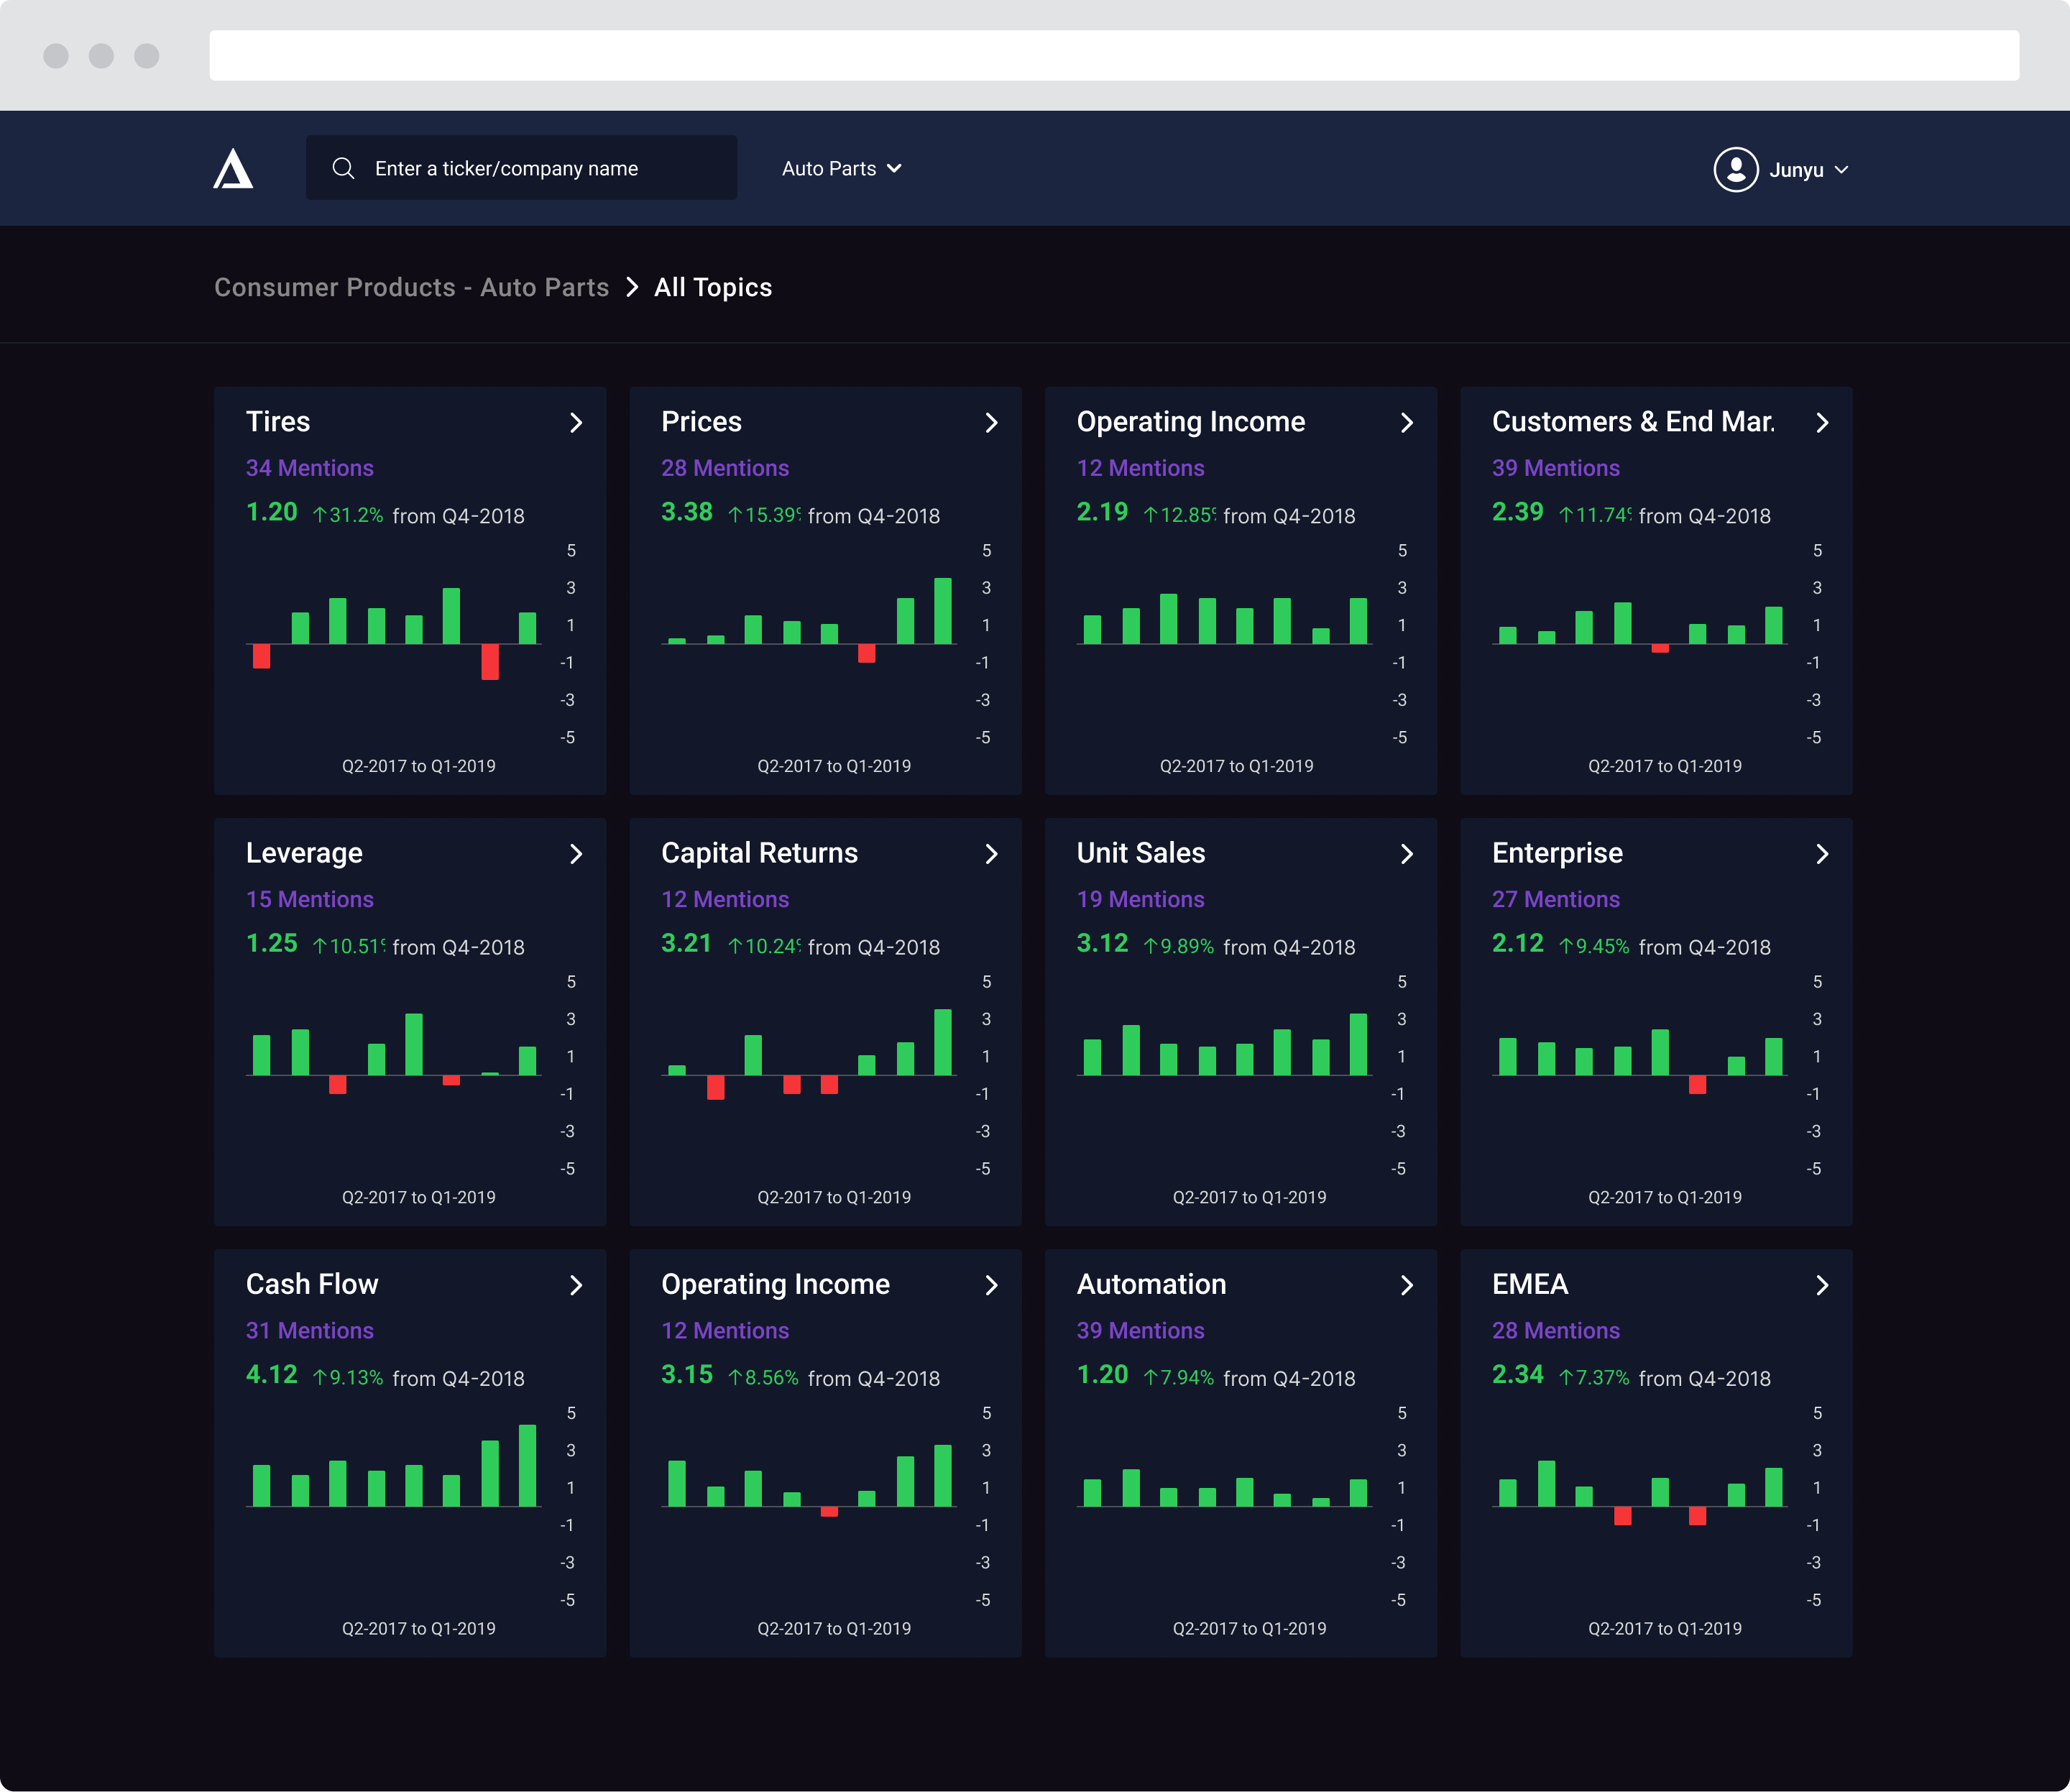 Enter a ticker/company name
Auto Parts
Junyu
Consumer Products - Auto Parts > All Topics
Tires
34 Mentions
1.20 ↑31.2% from Q4-2018
5
3
1
-1
-3
-5
Q2-2017 to Q1-2019
Prices
28 Mentions
3.38 ↑15.39 from Q4-2018
5
3
1
-1
-3
-5
Q2-2017 to Q1-2019
Operating Income
12 Mentions
2.19 ↑12.85 from Q4-2018
5
3
1
-1
-3
-5
Q2-2017 to Q1-2019
Customers & End Mar.
39 Mentions
2.39 ↑11.74 from Q4-2018
5
3
1
-1
-3
-5
Q2-2017 to Q1-2019
Leverage
15 Mentions
1.25 ↑10.51 from Q4-2018
5
3
1
-1
-3
-5
Q2-2017 to Q1-2019
Capital Returns
12 Mentions
3.21 ↑10.24 from Q4-2018
5
3
1
-1
-3
-5
Q2-2017 to Q1-2019
Unit Sales
19 Mentions
3.12 ↑9.89% from Q4-2018
5
3
1
-1
-3
-5
Q2-2017 to Q1-2019
Enterprise
27 Mentions
2.12 ↑9.45% from Q4-2018
5
3
1
-1
-3
-5
Q2-2017 to Q1-2019
Cash Flow
31 Mentions
4.12 ↑9.13% from Q4-2018
5
3
1
-1
-3
-5
Q2-2017 to Q1-2019
Operating Income
12 Mentions
3.15 ↑8.56% from Q4-2018
5
3
1
-1
-3
-5
Q2-2017 to Q1-2019
Automation
39 Mentions
1.20 ↑7.94% from Q4-2018
5
3
1
-1
-3
-5
Q2-2017 to Q1-2019
EMEA
28 Mentions
2.34 ↑7.37% from Q4-2018
5
3
1
-1
-3
-5
Q2-2017 to Q1-2019